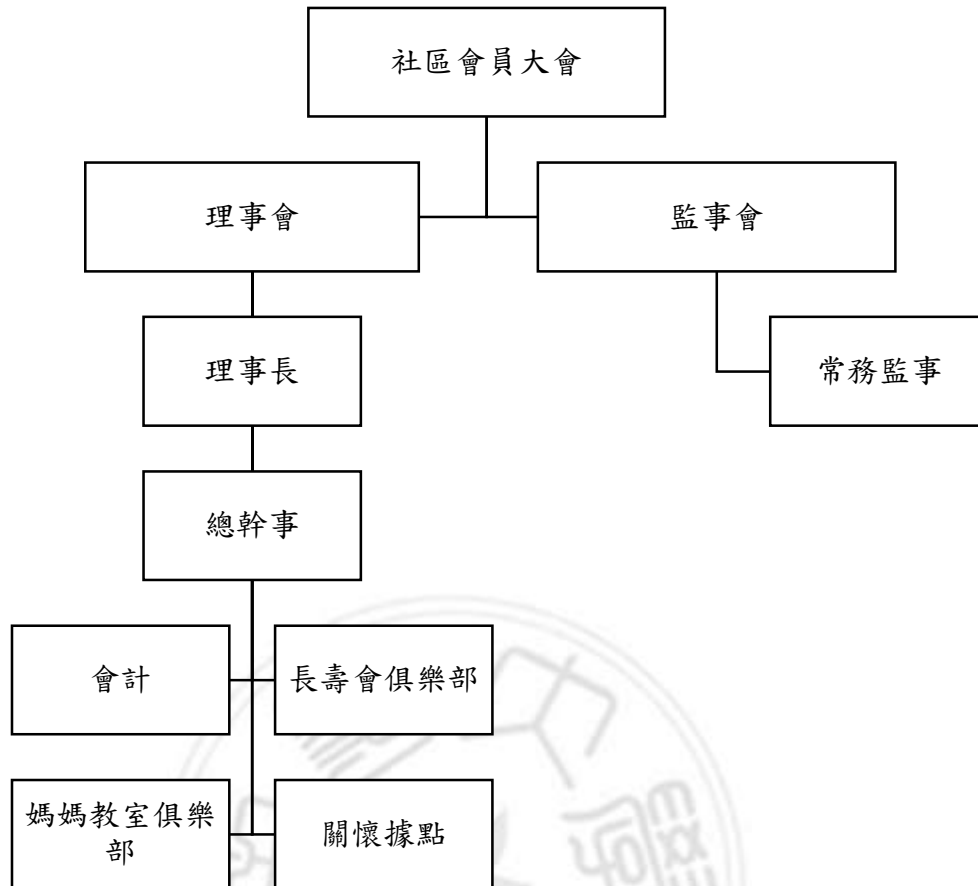 社區會員大會
理事會
監事會
理事長
常務監事
總幹事
會計
長壽會俱樂部
媽媽教室俱樂
部
關懷據點